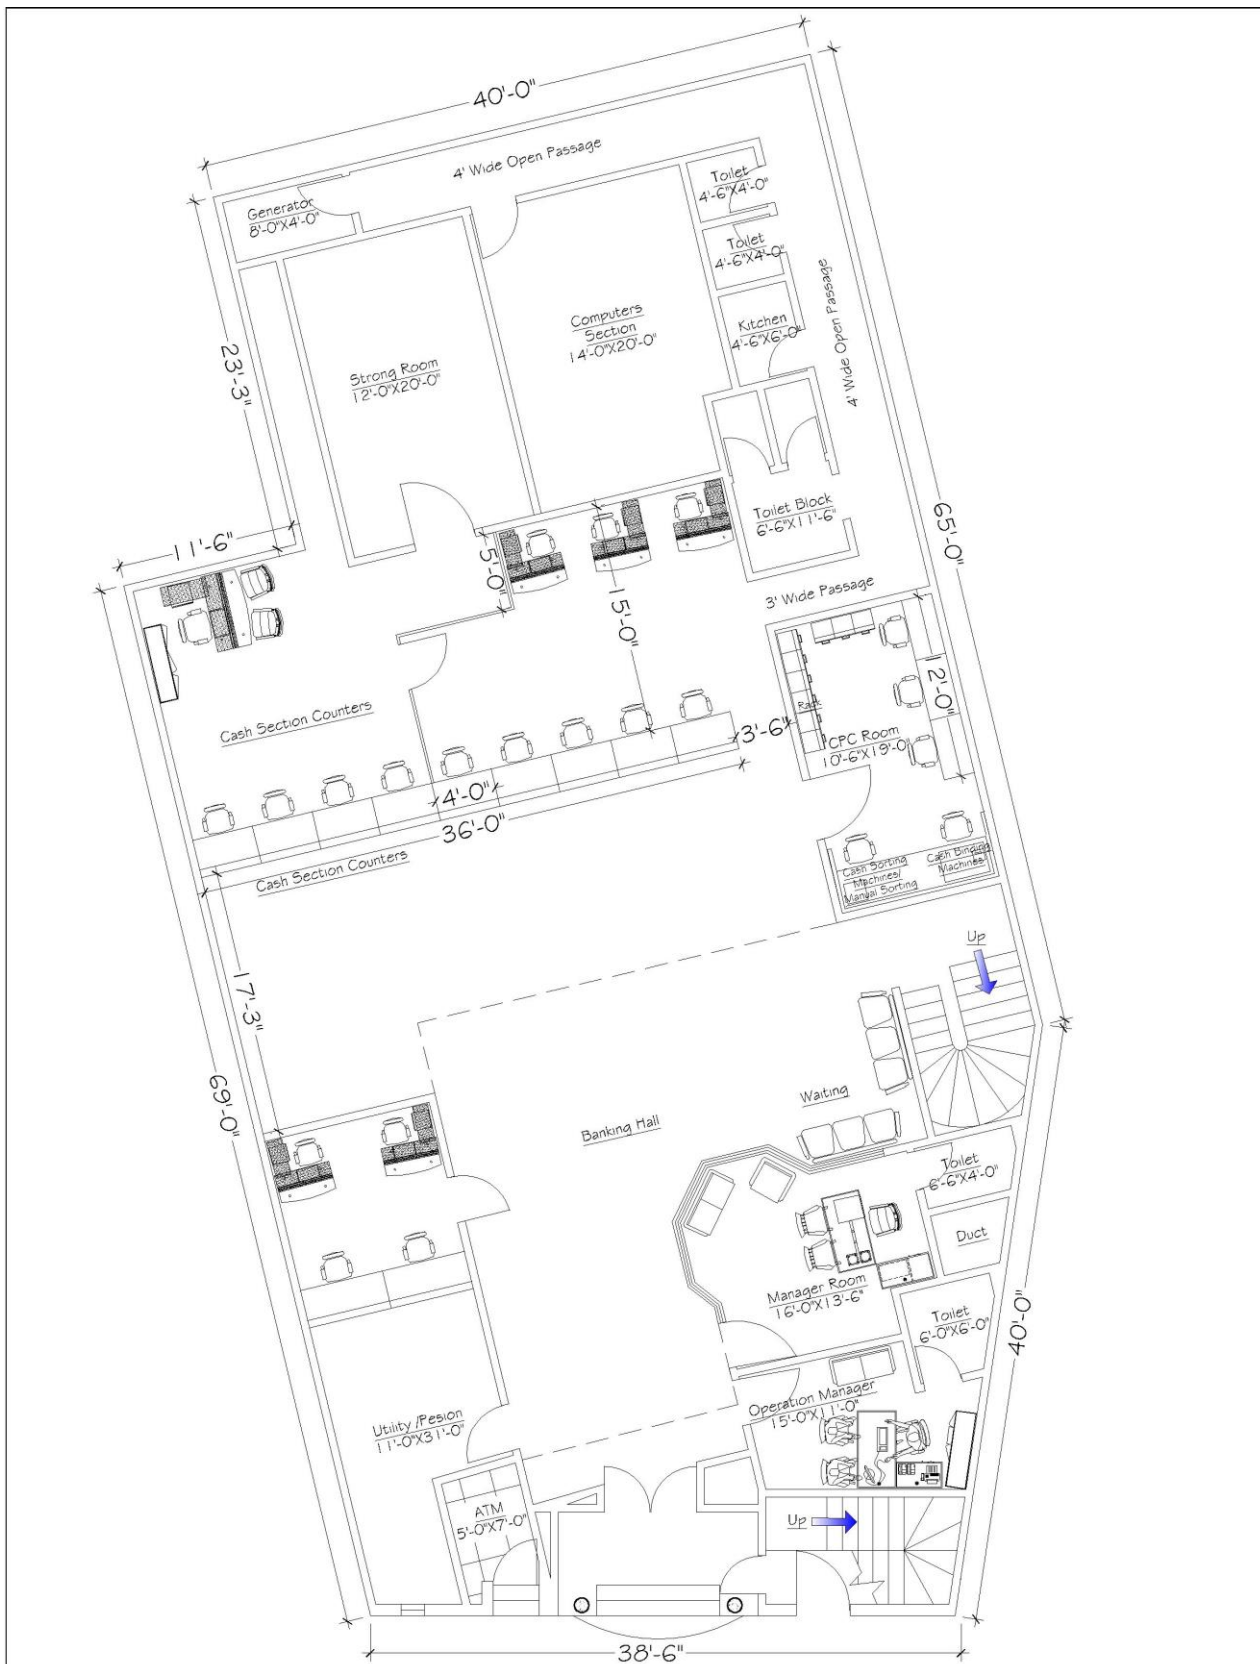 40'-0"
4' Wide Open Passage
Toilet
4'-6"X4'-0"
Generator
8'-0"X4'-0"
Toilet
4'-6"X4'-0"
4' Wide Open Passage
Computers
Section
14'-0"X20'-0"
Kitchen
4'-6"X6'-0"
23'-3"
Strong Room
12'-0"X20'-0"
Toilet Block
6'-6"X11'-6"
65'-0"
11'-6"
5'-0"
15'-0"
3' Wide Passage
12'-0"
Rack
Cash Section Counters
3'-6"
CPC Room
10'-6"X19'-0"
4'-0"
36'-0"
Cash Section Counters
Cash Sorting
Machines/
Manual Sorting
Cash Binding
Machines
Up
17'-3"
69'-0"
Waiting
Banking Hall
Toilet
6'-6"X4'-0"
Duct
Manager Room
16'-0"X13'-6"
Toilet
6'-0"X6'-0"
40'-0"
Operation Manager
15'-0"X11'-0"
Utility /Pesion
11'-0"X31'-0"
ATM
5'-0"X7'-0"
Up
38'-6"